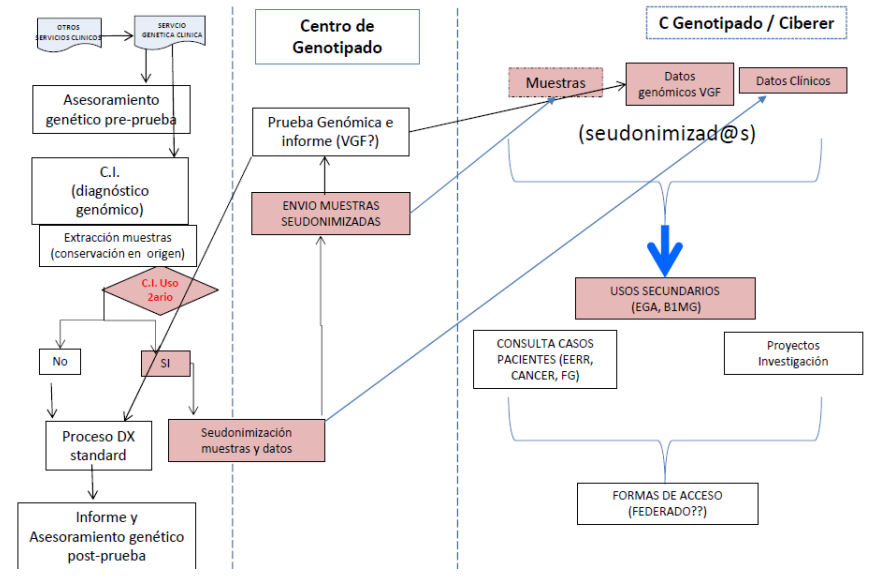 OTROS
SERVICIOS CLINICOS
SERVCIO
GENETICA CLINICA
Asesoramiento
genético pre-prueba
C.I.
(diagnóstico
genómico)
Extracción muestras
(conservación en origen)
C.I. Uso
2ario
No
SI
Proceso DX
standard
Informe y
Asesoramiento genético
post-prueba
Centro de
Genotipado
Prueba Genómica e
informe (VGF?)
ENVIO MUESTRAS
SEUDONIMIZADAS
Seudonimización
muestras y datos
C Genotipado / Ciberer
Muestras
Datos
genómicos VGF
Datos Clínicos
(seudonimizad@s)
USOS SECUNDARIOS
(EGA, B1MG)
CONSULTA CASOS
PACIENTES (EERR,
CANCER, FG)
Proyectos
Investigación
FORMAS DE ACCESO
(FEDERADO??)